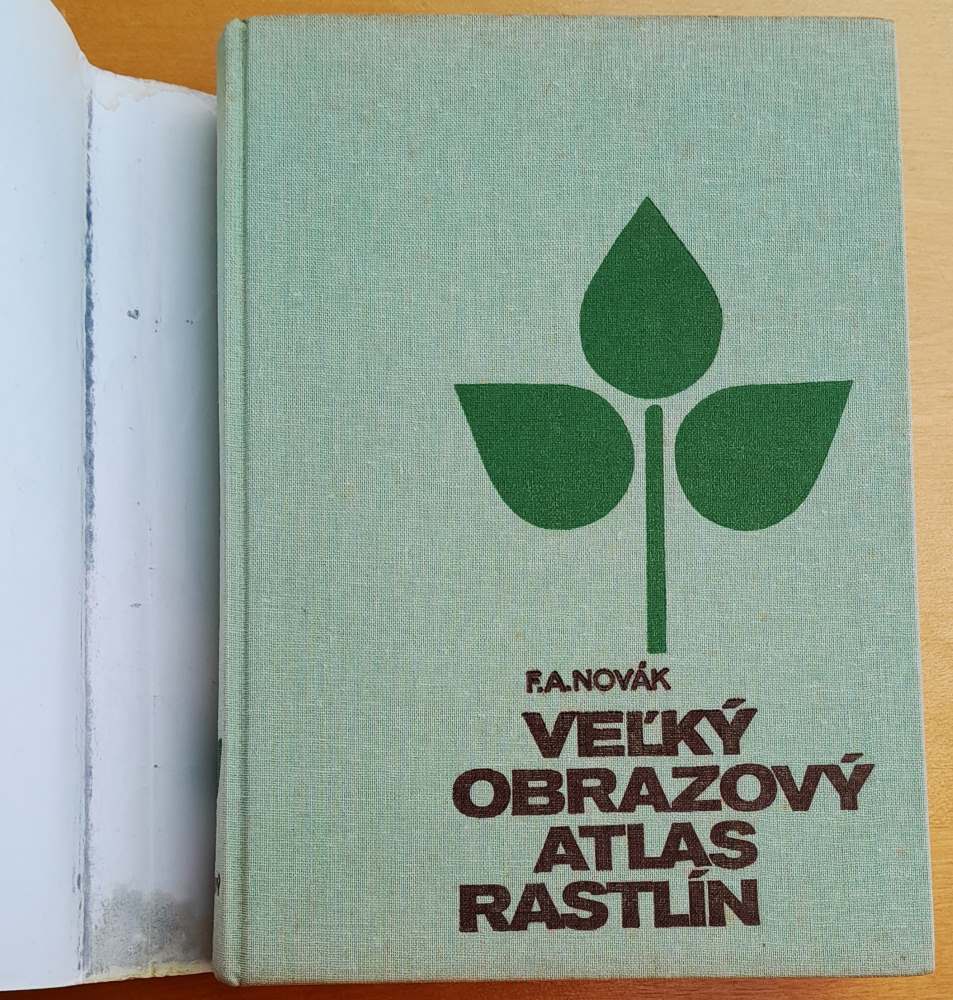 F.A.NOVÁK
VEĽKÝ
OBRAZOVÝ
ATLAS
RASTLÍN